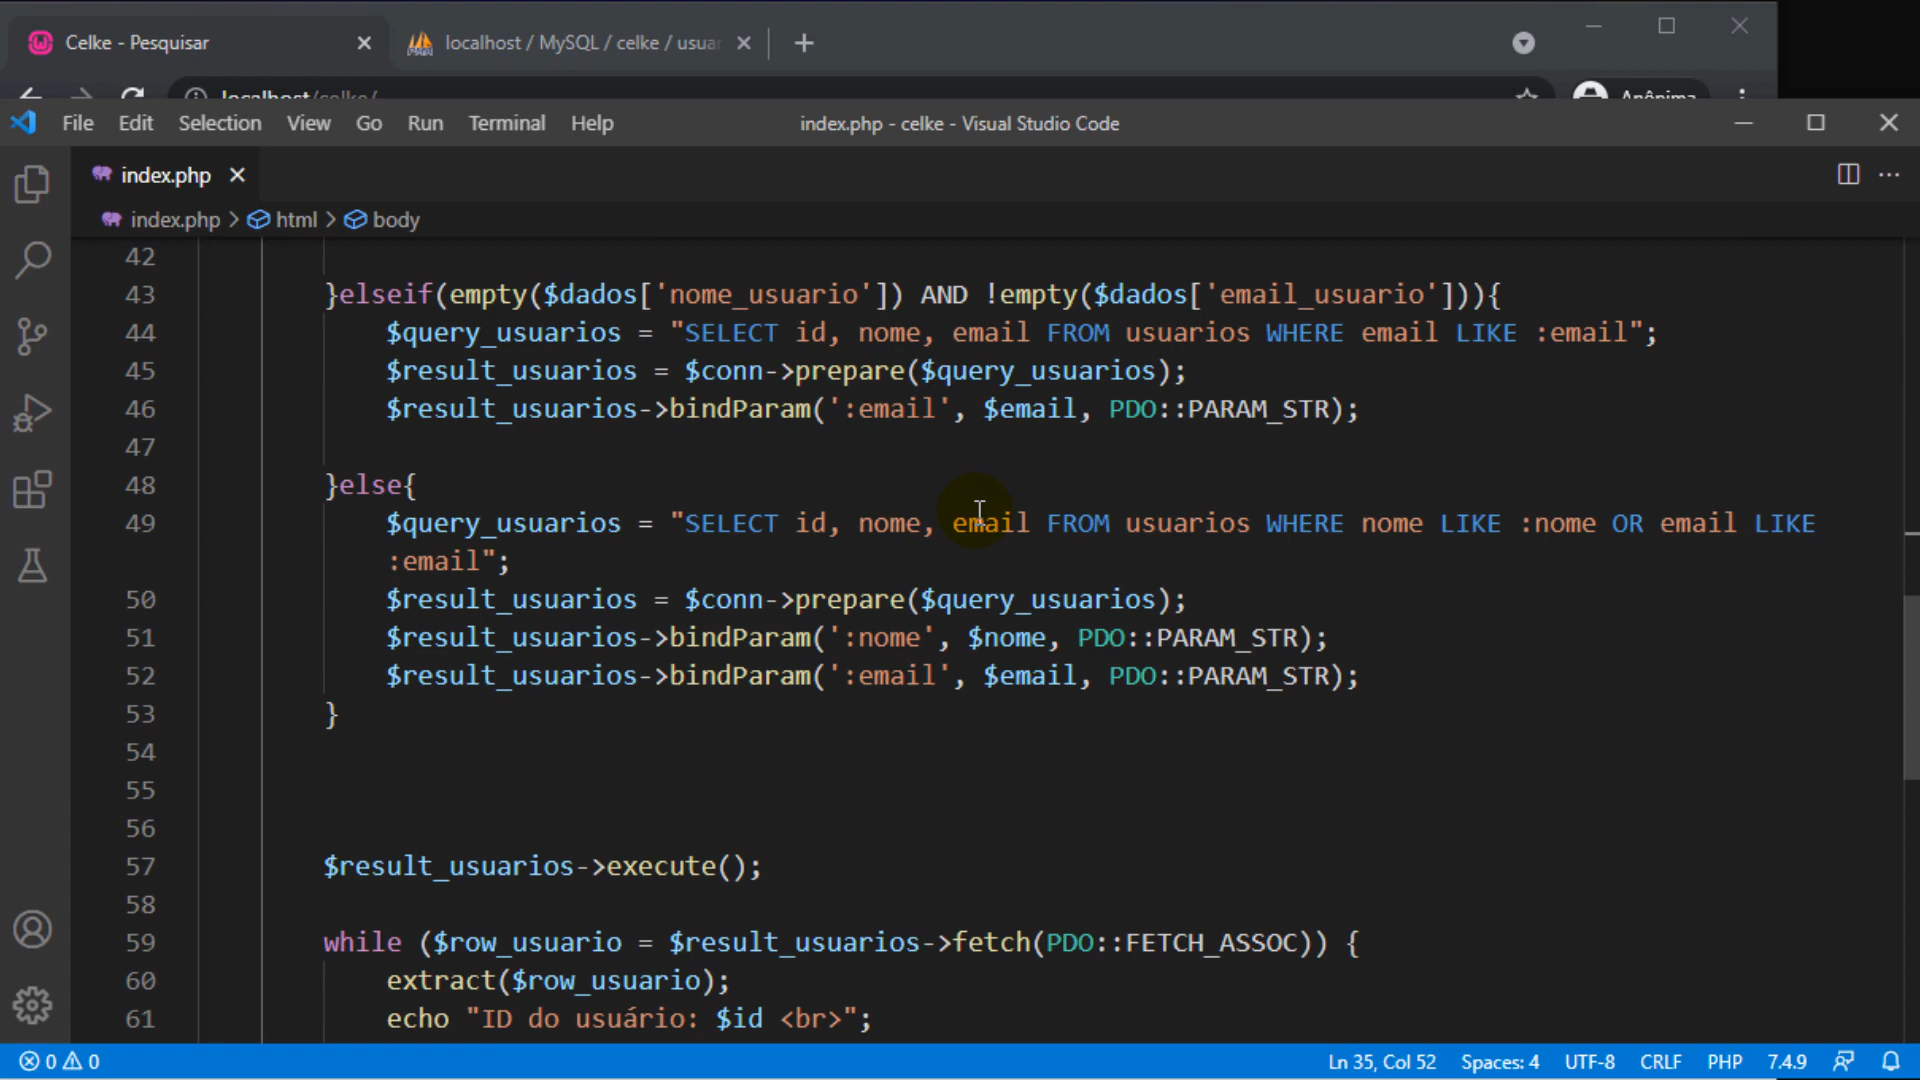 Celke - Pesquisar
localhost / MySQL / celke / usuar
localhost/celke/
Anônima
File Edit Selection View Go Run Terminal Help
index.php - celke - Visual Studio Code
index.php
index.php > html > body
42
43 }elseif(empty($dados['nome_usuario']) AND !empty($dados['email_usuario'])){
44 $query_usuarios = "SELECT id, nome, email FROM usuarios WHERE email LIKE :email";
45 $result_usuarios = $conn->prepare($query_usuarios);
46 $result_usuarios->bindParam(':email', $email, PDO::PARAM_STR);
47
48 }else{
49 $query_usuarios = "SELECT id, nome, email FROM usuarios WHERE nome LIKE :nome OR email LIKE
:email";
50 $result_usuarios = $conn->prepare($query_usuarios);
51 $result_usuarios->bindParam(':nome', $nome, PDO::PARAM_STR);
52 $result_usuarios->bindParam(':email', $email, PDO::PARAM_STR);
53 }
54
55
56
57 $result_usuarios->execute();
58
59 while ($row_usuario = $result_usuarios->fetch(PDO::FETCH_ASSOC)) {
60 extract($row_usuario);
61 echo "ID do usuário: $id <br>";
0 0 Ln 35, Col 52 Spaces: 4 UTF-8 CRLF PHP 7.4.9